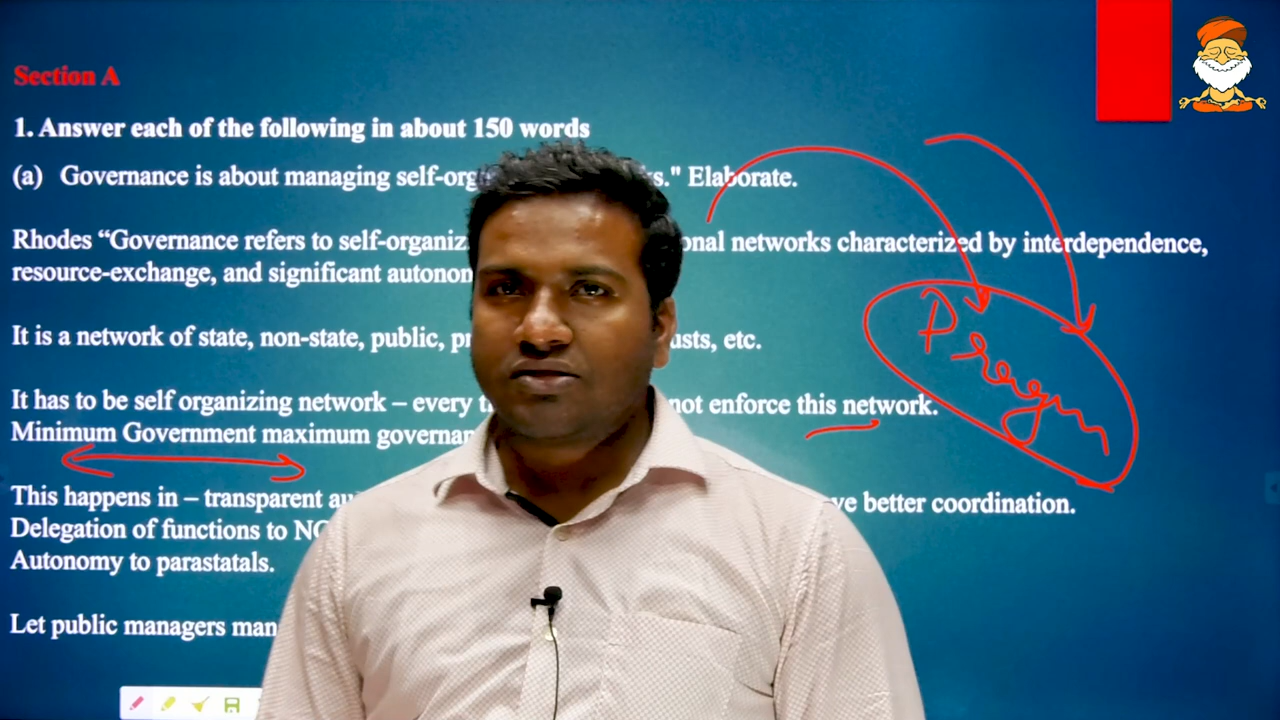 Section A
1. Answer each of the following in about 150 words
(a) Governance is about managing self-org s." Elaborate.
Rhodes “Governance refers to self-organiz onal networks characterized by interdependence,
resource-exchange, and significant autonom
It is a network of state, non-state, public, pr usts, etc.
It has to be self organizing network – every th not enforce this network.
Minimum Government maximum governan
This happens in – transparent au ve better coordination.
Delegation of functions to NG
Autonomy to parastatals.
Let public managers man